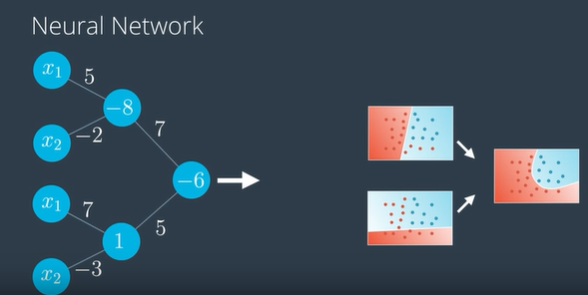 Neural Network
x₁ 5
−8
x₂ −2
7
−6
x₁ 7
1
5
x₂ −3